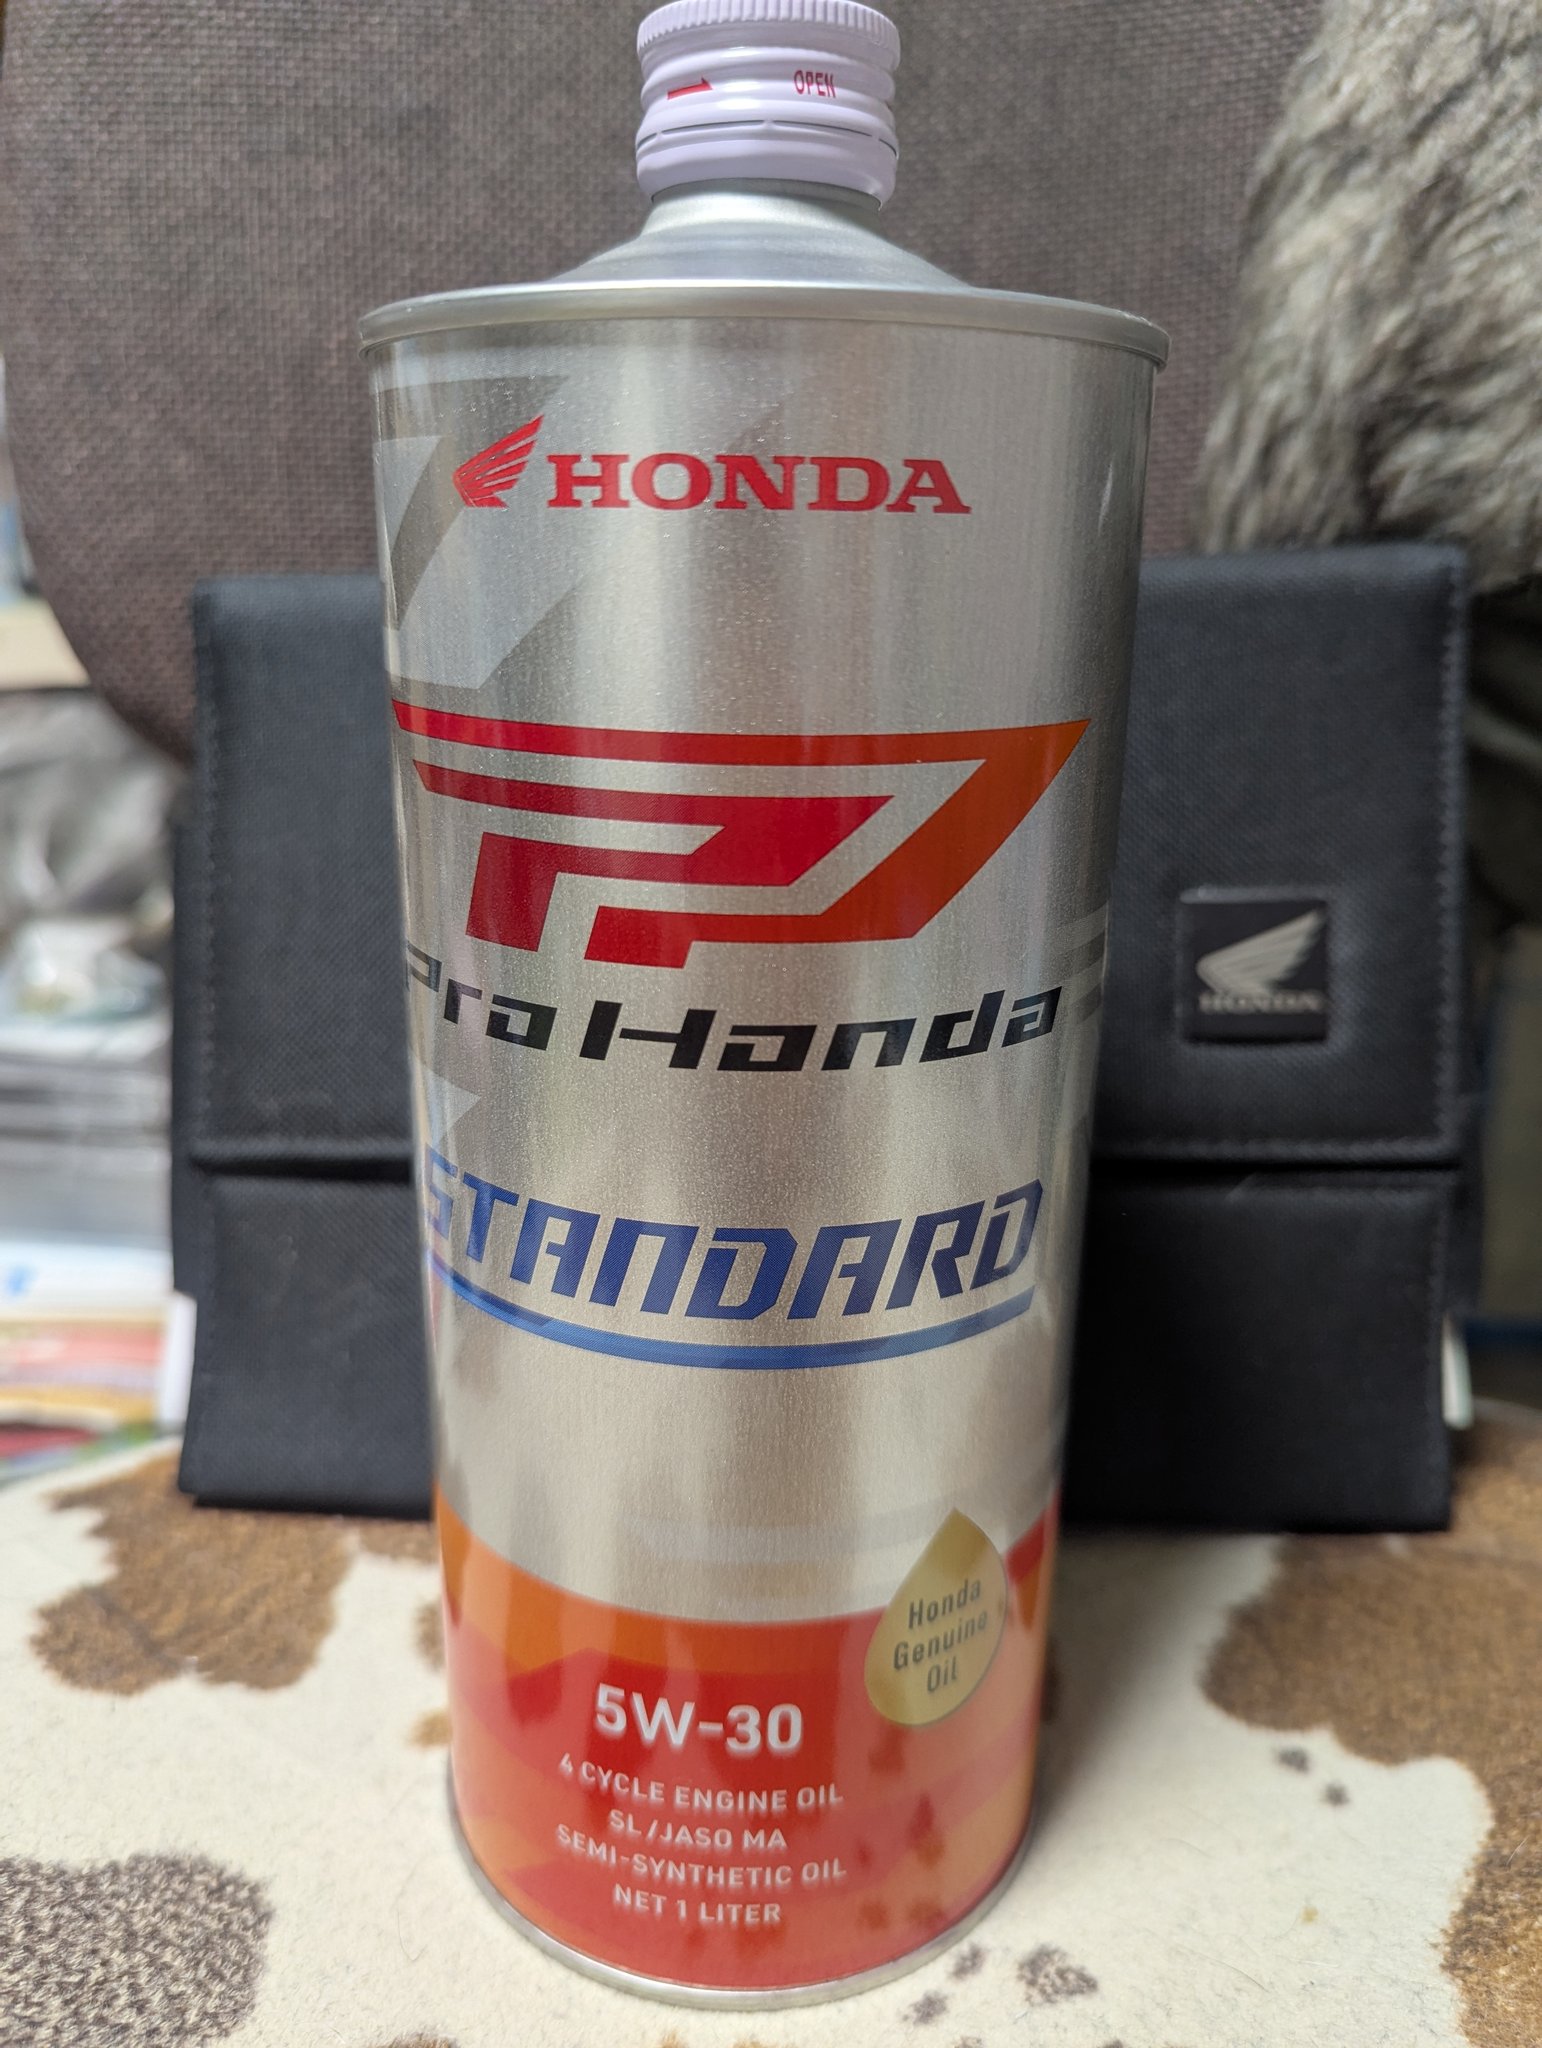 OPEN
HONDA
Pro Honda
STANDARD
HONDA
Honda
Genuine
Oil
5W-30
4 CYCLE ENGINE OIL
SL/JASO MA
SEMI-SYNTHETIC OIL
NET 1 LITER